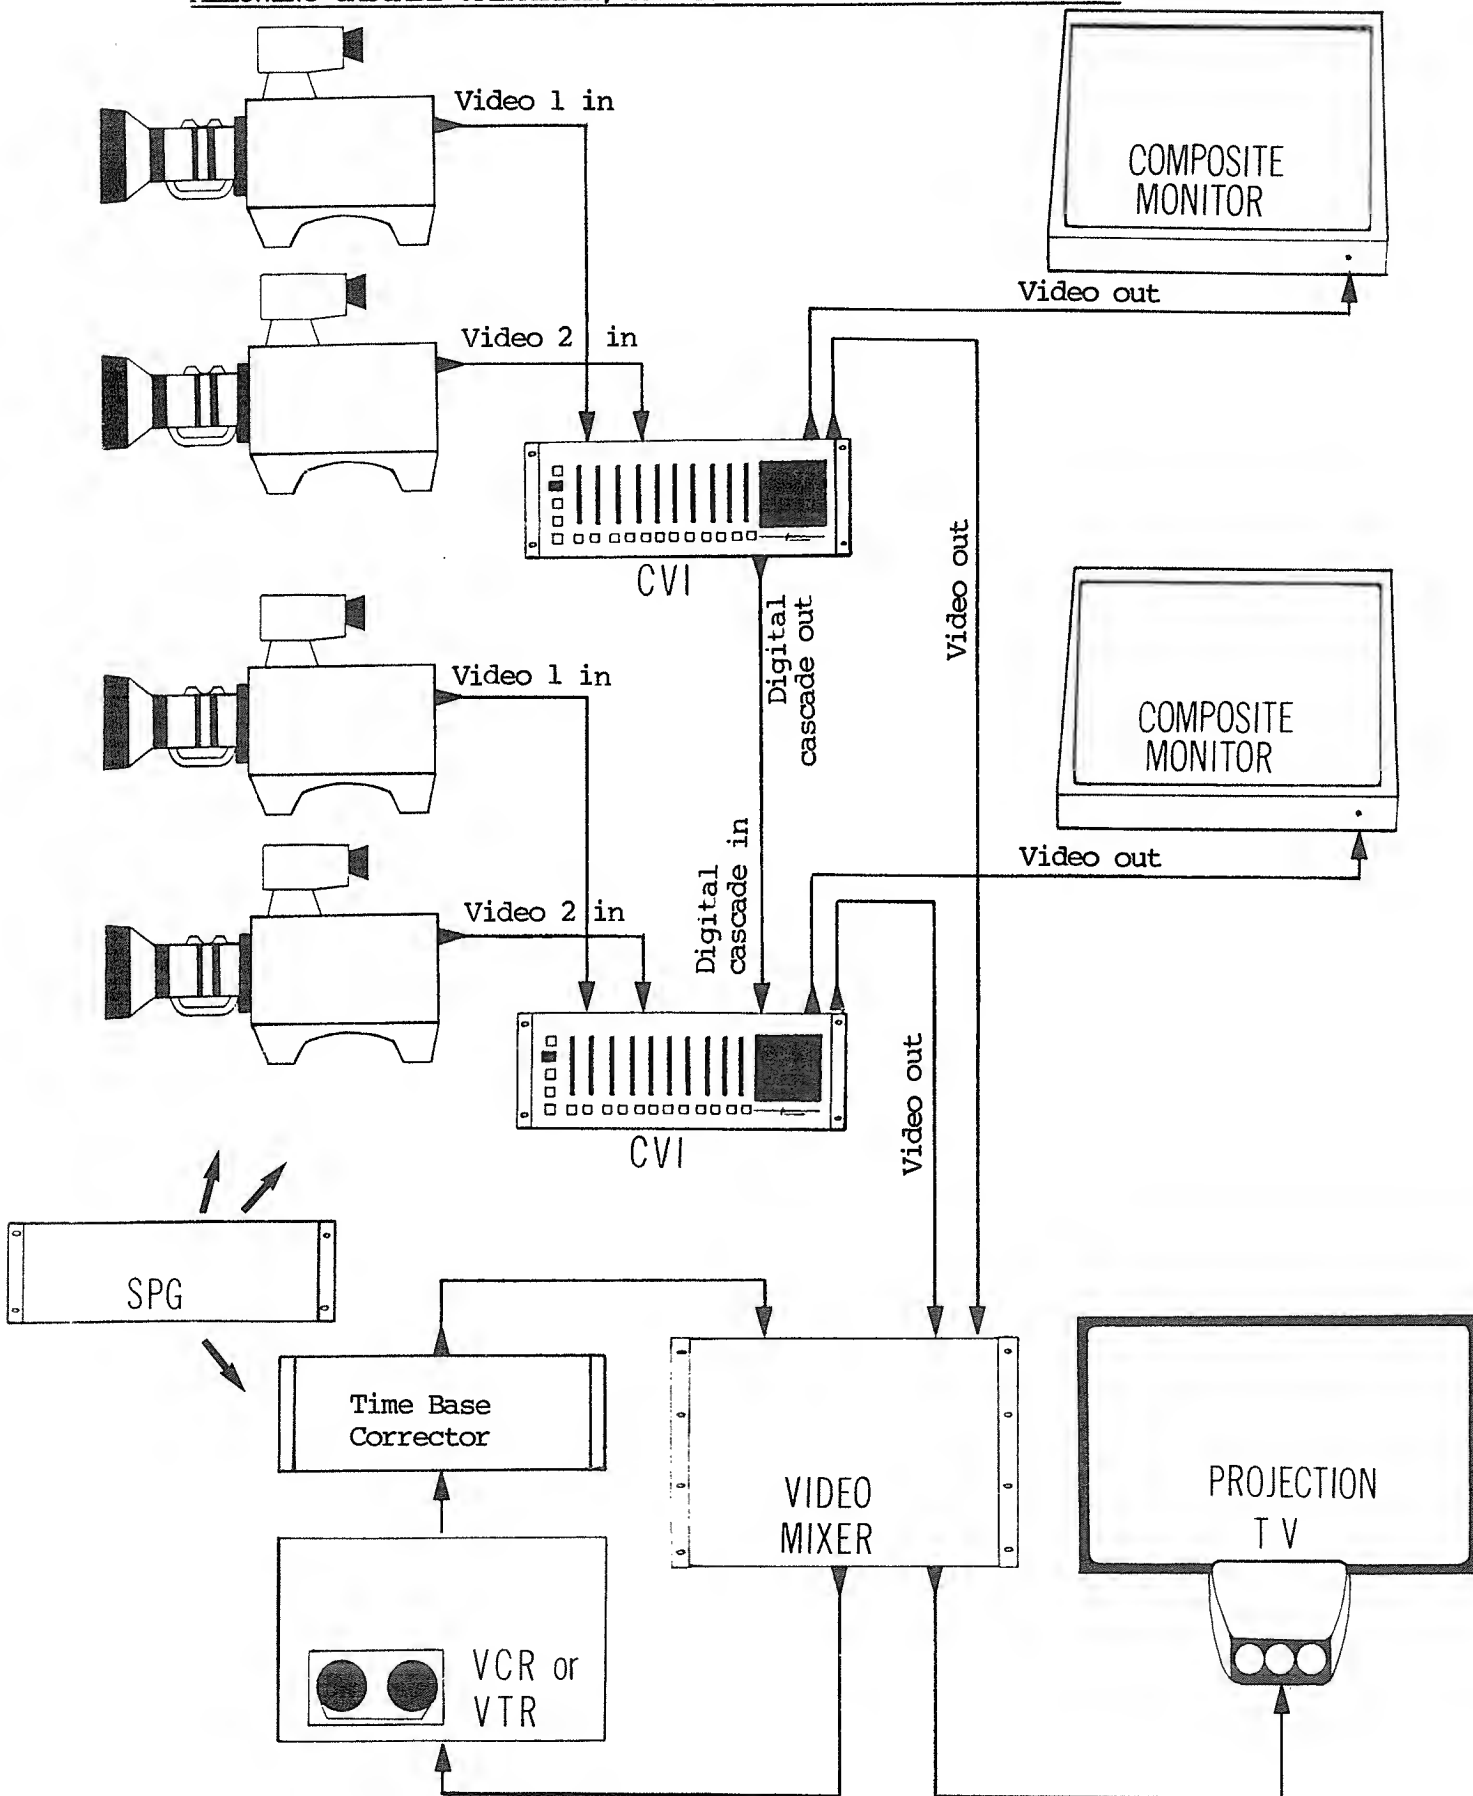 Video 1 in
COMPOSITE
MONITOR
Video out
Video 2 in
CVI
Video out
Digital
cascade out
Video 1 in
COMPOSITE
MONITOR
Digital
cascade in
Video out
Video 2 in
Video out
CVI
SPG
Time Base
Corrector
VIDEO
MIXER
PROJECTION
TV
VCR or
VTR